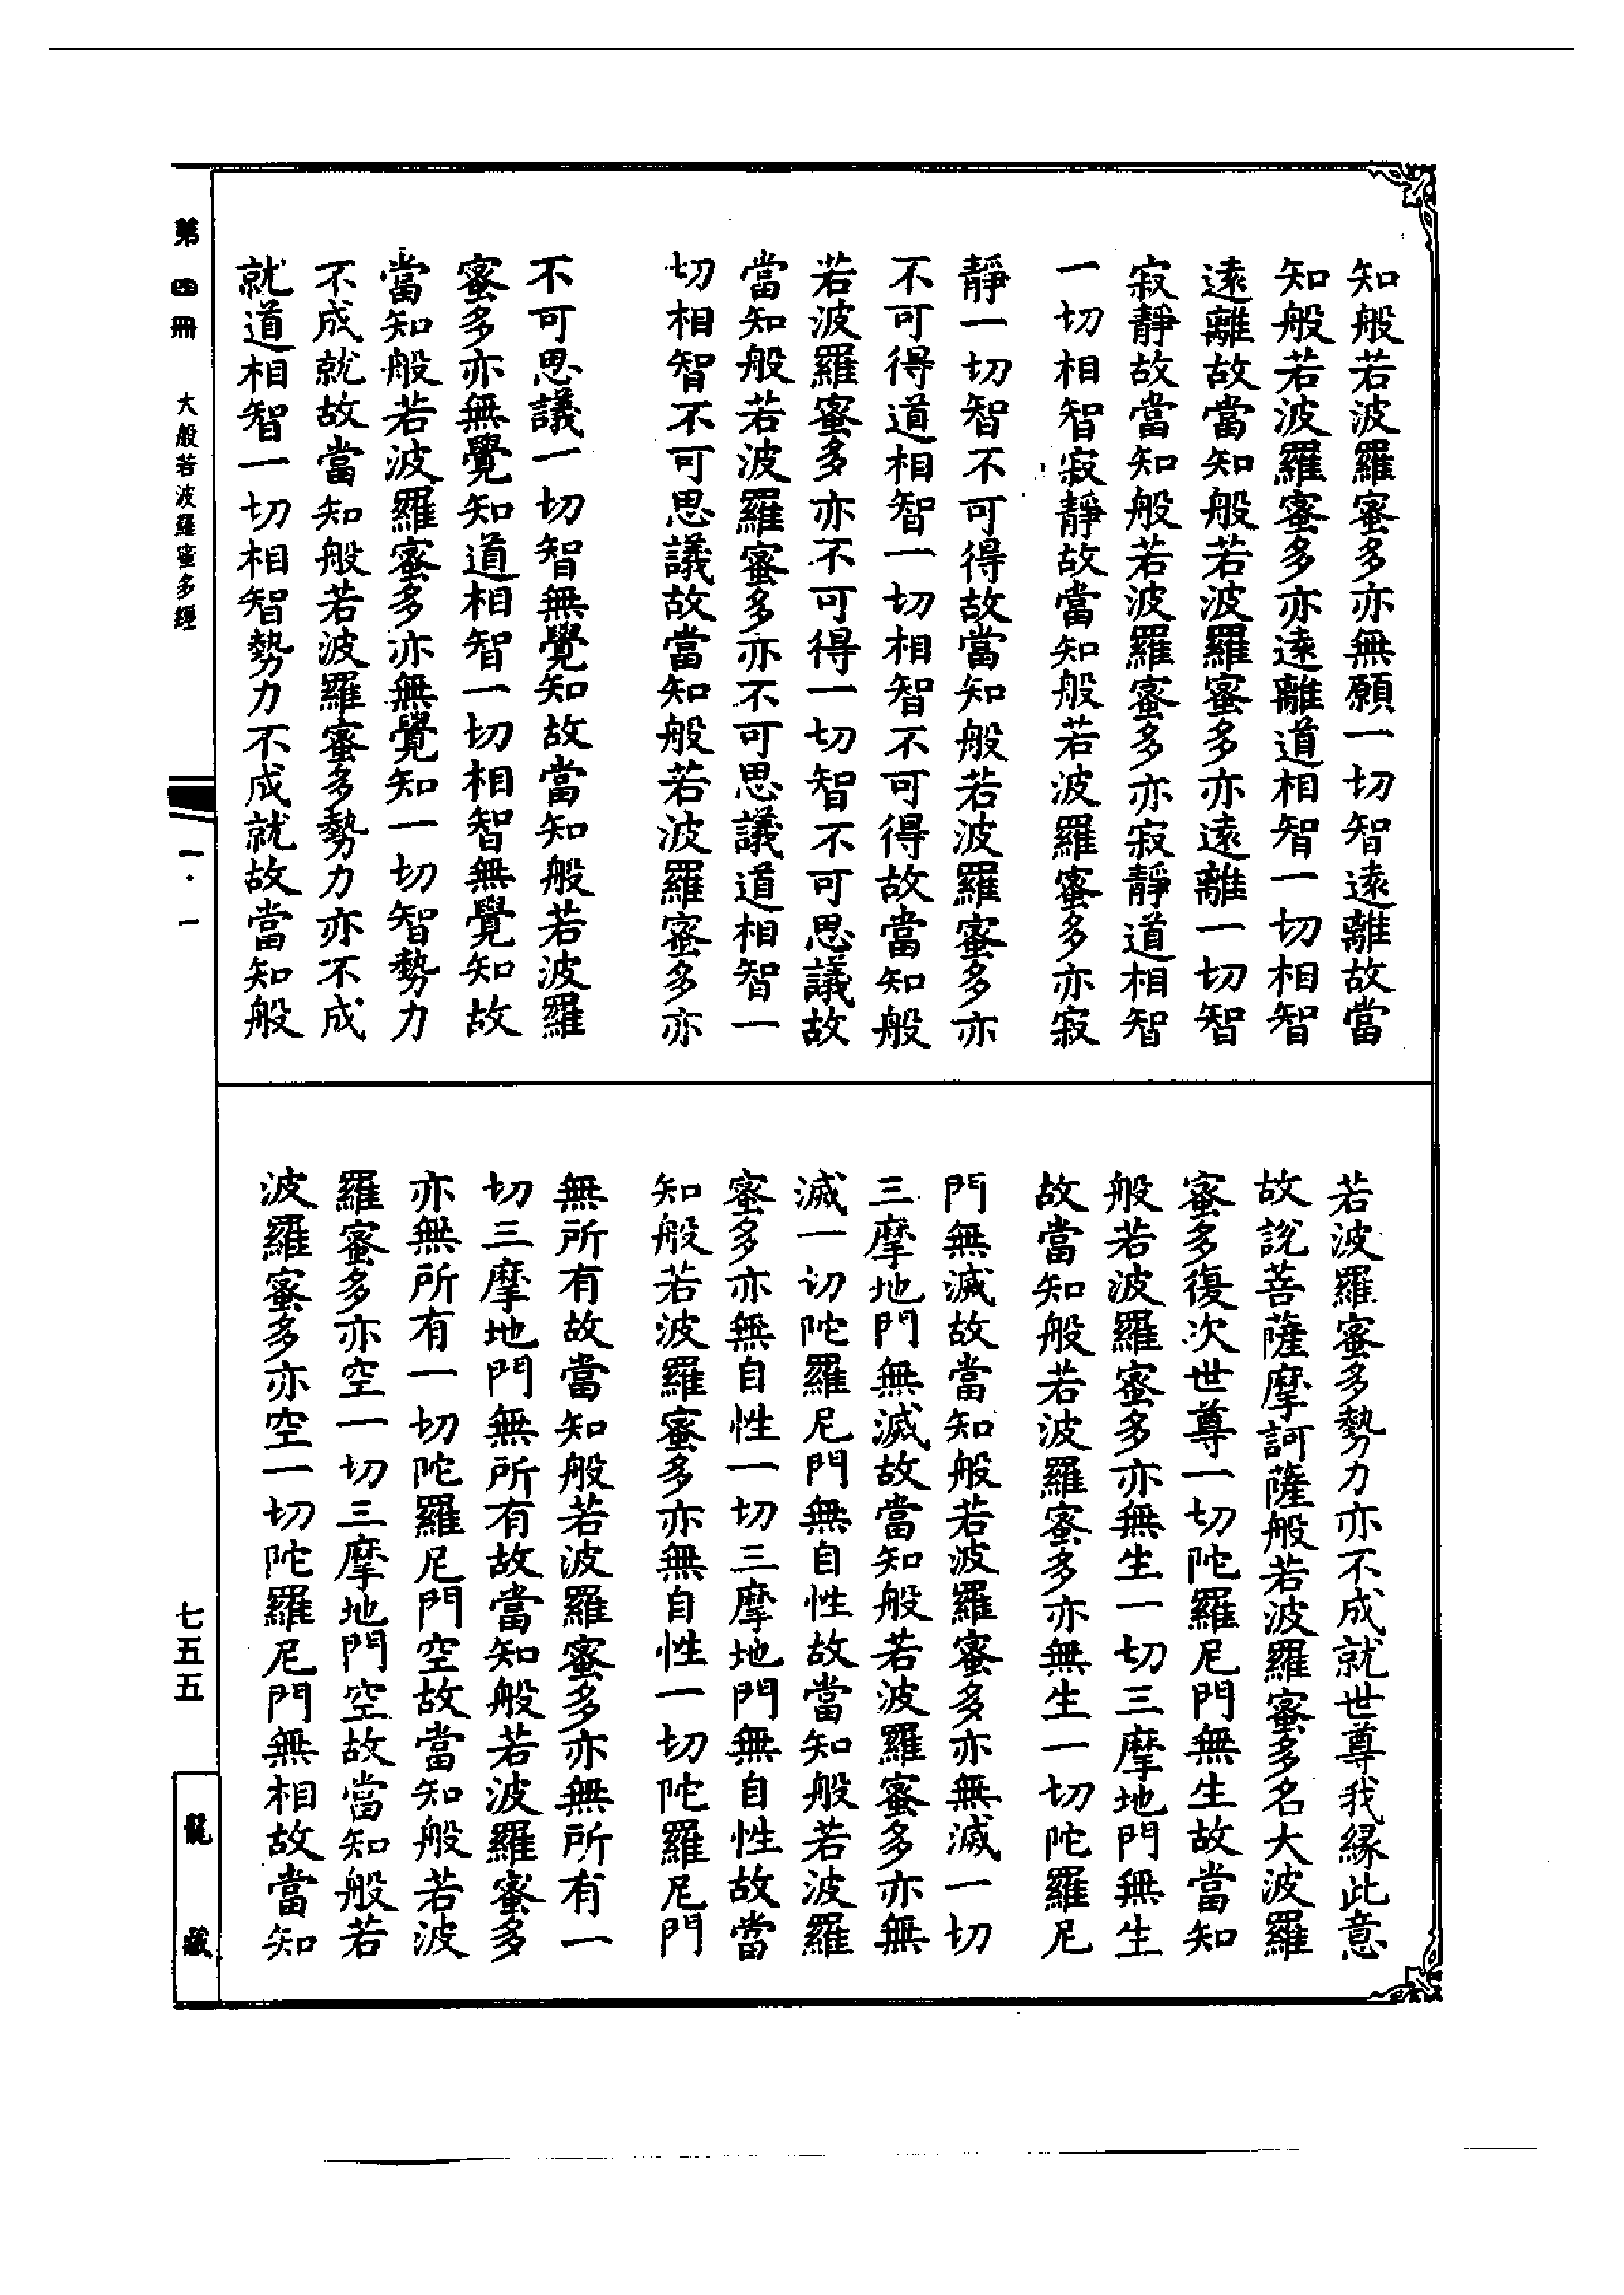 知般若波羅蜜多亦無願一切智遠離故當
知般若波羅蜜多亦遠離道相智一切相智
遠離故當知般若波羅蜜多亦遠離一切智
寂靜故當知般若波羅蜜多亦寂靜道相智
一切相智寂靜故當知般若波羅蜜多亦寂
靜一切智不可得故當知般若波羅蜜多亦
不可得道相智一切相智不可得故當知般
若波羅蜜多亦不可得一切智不可思議故
當知般若波羅蜜多亦不可思議道相智一
切相智不可思議故當知般若波羅蜜多亦
不可思議一切智無覺知故當知般若波羅
蜜多亦無覺知道相智一切相智無覺知故
當知般若波羅蜜多亦無覺知一切智勢力
不成就故當知般若波羅蜜多勢力亦不成
就道相智一切相智勢力不成就故當知般
若波羅蜜多勢力亦不成就世尊我緣此意
故說菩薩摩訶薩般若波羅蜜多名大波羅
蜜多復次世尊一切陀羅尼門無生故當知
般若波羅蜜多亦無生一切三摩地門無生
故當知般若波羅蜜多亦無生一切陀羅尼
門無滅故當知般若波羅蜜多亦無滅一切
三摩地門無滅故當知般若波羅蜜多亦無
滅一切陀羅尼門無自性故當知般若波羅
蜜多亦無自性一切三摩地門無自性故當
知般若波羅蜜多亦無自性一切陀羅尼門
無所有故當知般若波羅蜜多亦無所有一
切三摩地門無所有故當知般若波羅蜜多
亦無所有一切陀羅尼門空故當知般若波
羅蜜多亦空一切三摩地門空故當知般若
波羅蜜多亦空一切陀羅尼門無相故當知
第四冊 大般若波羅蜜多經 一·一 七五五 龍藏